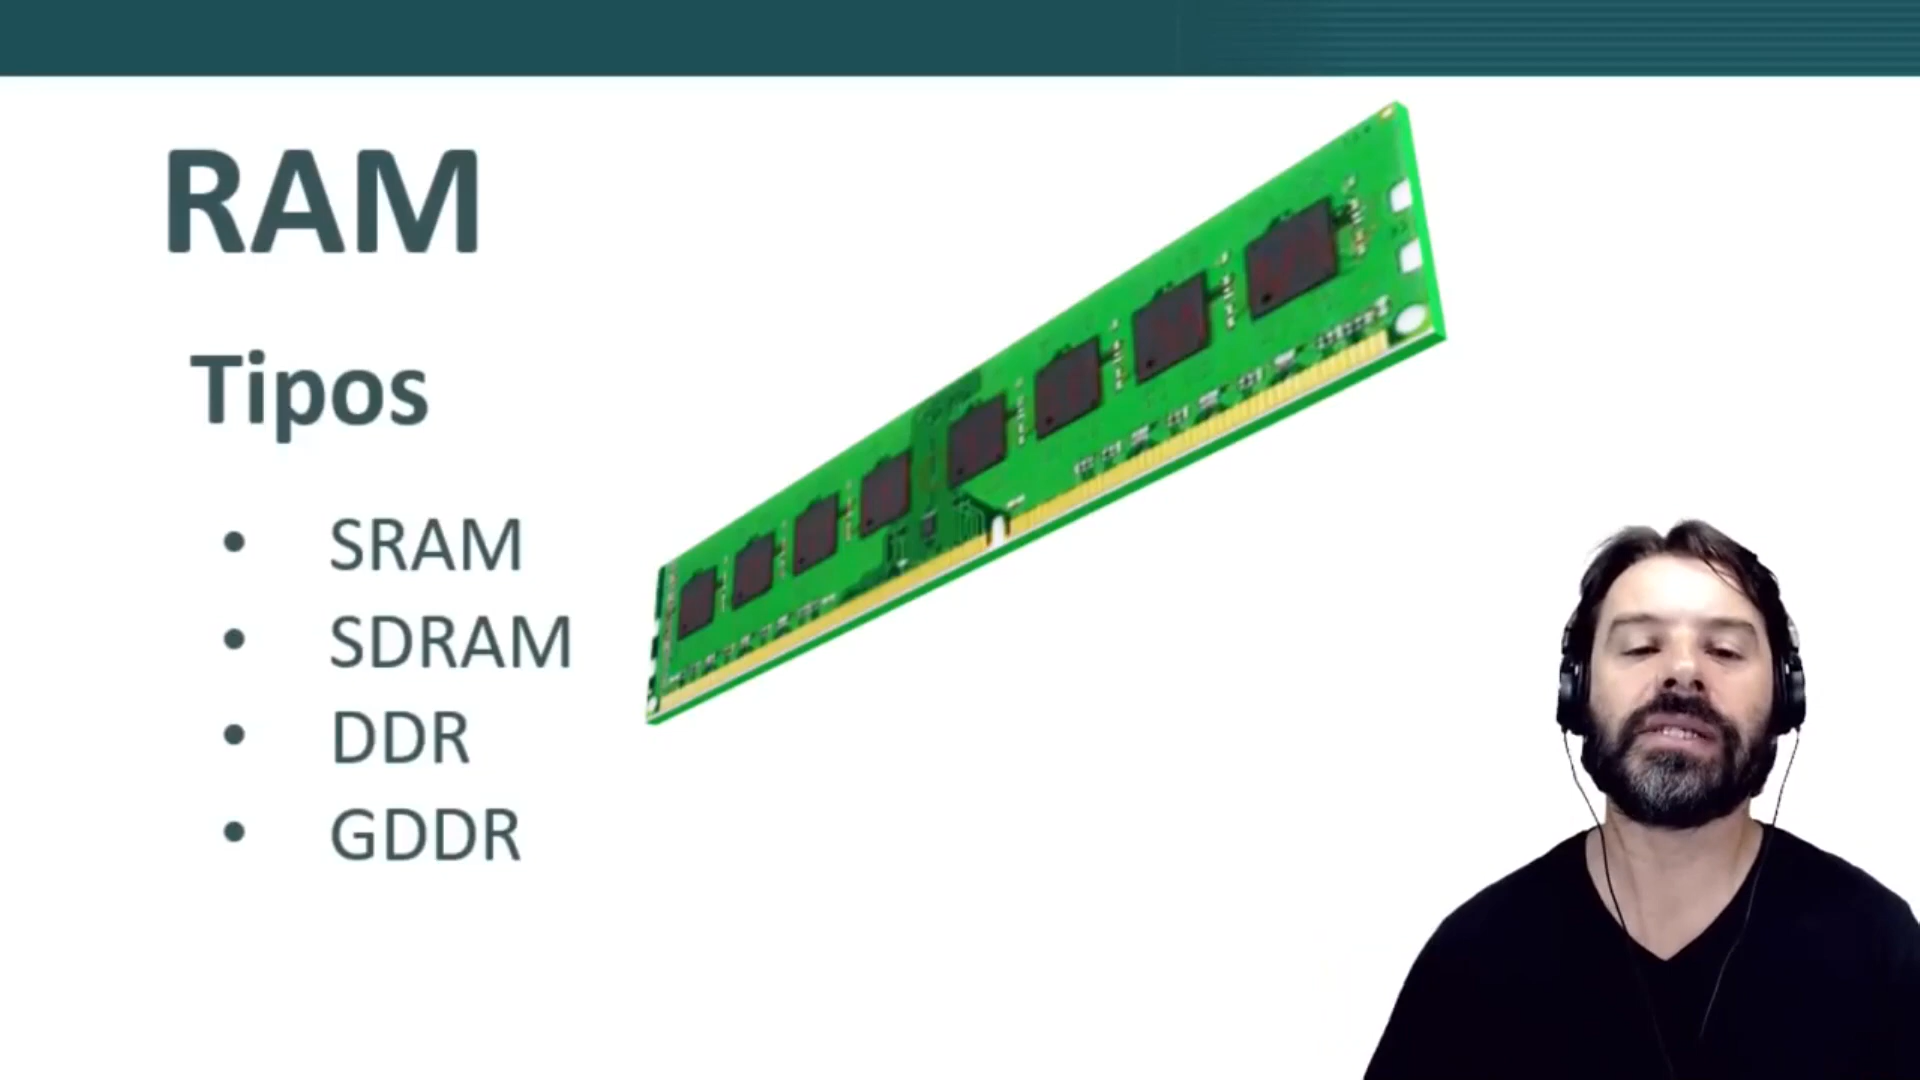 RAM
Tipos
• SRAM
• SDRAM
• DDR
• GDDR